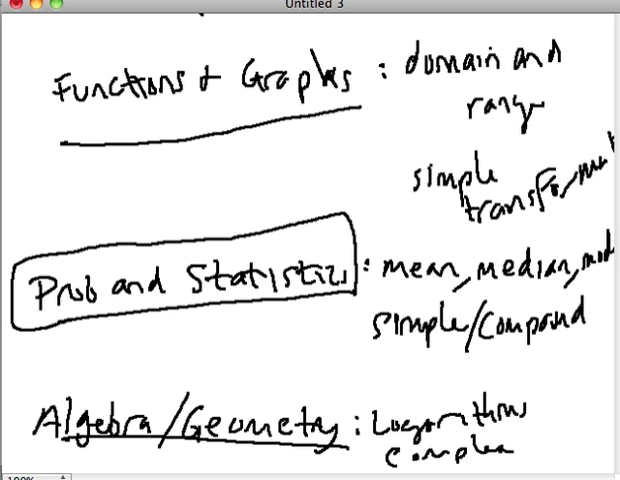 Untitled 3
Functions + Graphs : domain and
range
simple
Prob and Statistics : mean, median,
simple/Compound
Algebra/Geometry : Logarithms
complex
100%